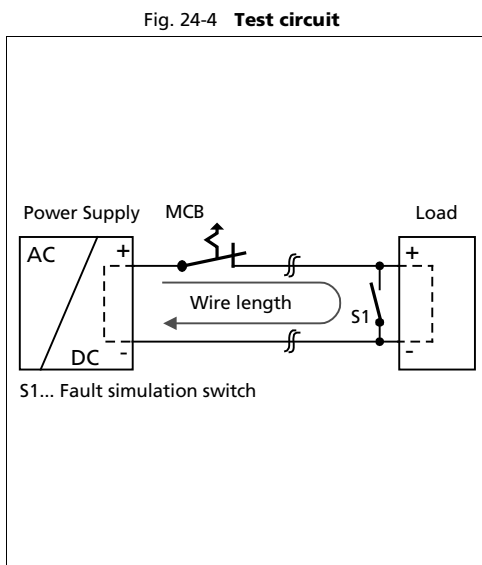 Fig. 24-4 Test circuit
Power Supply MCB Load
AC + +
Wire length
S1
DC - -
S1... Fault simulation switch